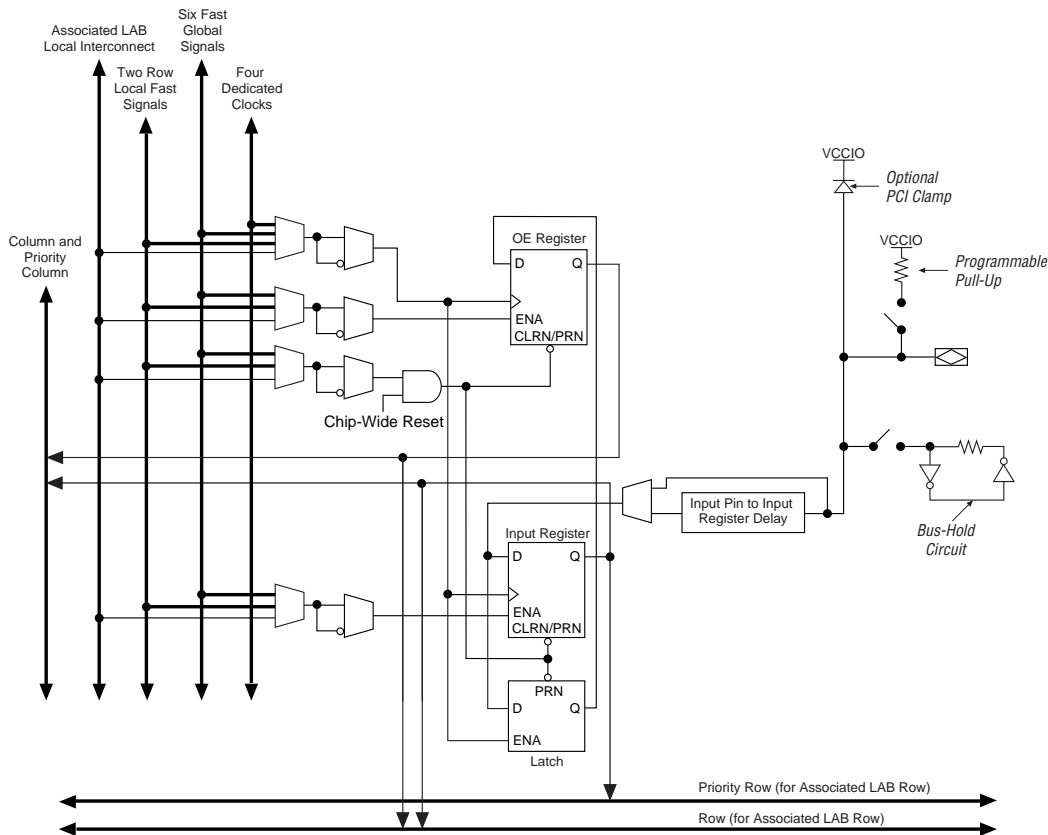 Six Fast
Global
Signals
Associated LAB
Local Interconnect
Two Row
Local Fast
Signals
Four
Dedicated
Clocks
Column and
Priority
Column
VCCIO
Optional
PCI Clamp
VCCIO
Programmable
Pull-Up
OE Register
D
Q
ENA
CLRN/PRN
Chip-Wide Reset
Input Pin to Input
Register Delay
Bus-Hold
Circuit
Input Register
D
Q
ENA
CLRN/PRN
PRN
D
Q
ENA
Latch
Priority Row (for Associated LAB Row)
Row (for Associated LAB Row)